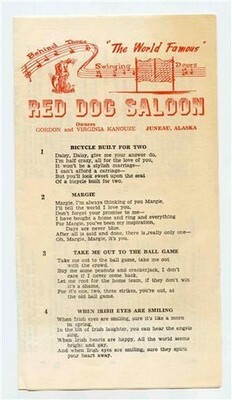 Behind These
"The World Famous"
Swinging Doors
RED DOG SALOON
Owners
GORDON and VIRGINIA KANOUZE JUNEAU, ALASKA
1 BICYCLE BUILT FOR TWO
Daisy, Daisy, give me your answer do,
I'm half crazy, all for the love of you,
It won't be a stylish marriage—
I can't afford a carriage—
But you'll look sweet upon the seat
Of a bicycle built for two.
2 MARGIE
Margie, I'm always thinking of you Margie,
I'll tell the world I love you,
Don't forget your promise to me—
I have bought a home and ring and everything
For Margie, you've been my inspiration,
Days are never blue.
After all is said and done, there is really only one—
Oh, Margie, Margie, it's you.
3 TAKE ME OUT TO THE BALL GAME
Take me out to the ball game, take me out
with the crowd.
Buy me some peanuts and crackerjack, I don't
care if I never come back,
Let me root for the home team, if they don't win
it's a shame,
For it's one, two, three strikes, you're out, at
the old ball game.
4 WHEN IRISH EYES ARE SMILING
When Irish eyes are smiling, sure it's like a morn
in spring.
In the lilt of Irish laughter, you can hear the angels
sing,
When Irish hearts are happy, All the world seems
bright and gay,
And when Irish eyes are smiling, sure they spirit
your heart away.